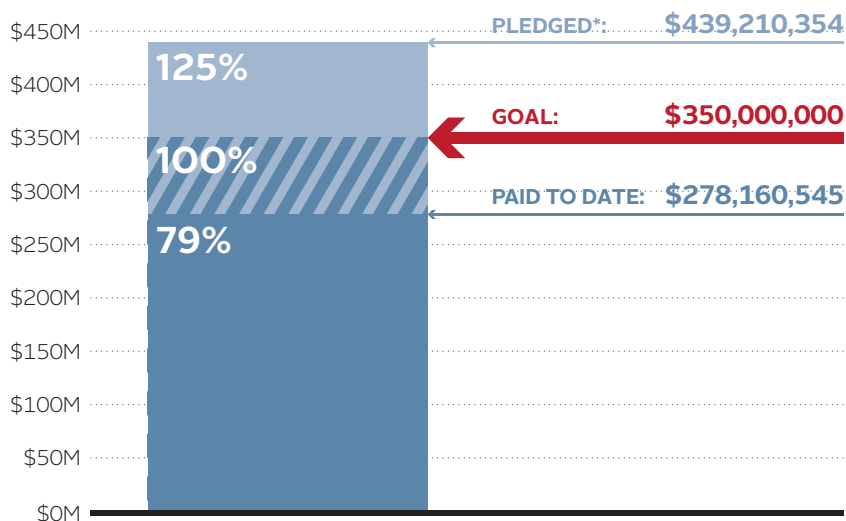 $450M
PLEDGED*: $439,210,354
125%
$400M
GOAL: $350,000,000
$350M
100%
$300M
PAID TO DATE: $278,160,545
79%
$250M
$200M
$150M
$100M
$50M
$0M